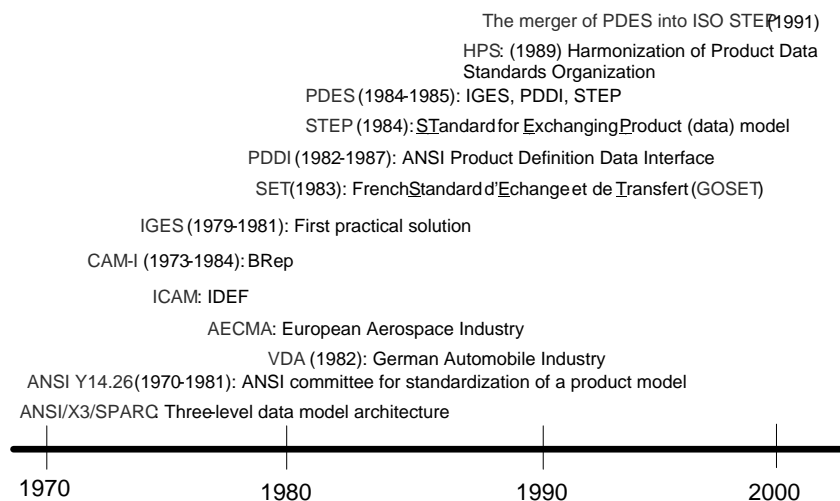 The merger of PDES into ISO STEP (1991)
HPS: (1989) Harmonization of Product Data
Standards Organization
PDES (1984-1985): IGES, PDDI, STEP
STEP (1984): STandard for Exchanging Product (data) model
PDDI (1982-1987): ANSI Product Definition Data Interface
SET(1983): French Standard d'Echange et de Transfert (GOSET)
IGES (1979-1981): First practical solution
CAM-I (1973-1984): BRep
ICAM: IDEF
AECMA: European Aerospace Industry
VDA (1982): German Automobile Industry
ANSI Y14.26 (1970-1981): ANSI committee for standardization of a product model
ANSI/X3/SPARC: Three-level data model architecture
1970 1980 1990 2000